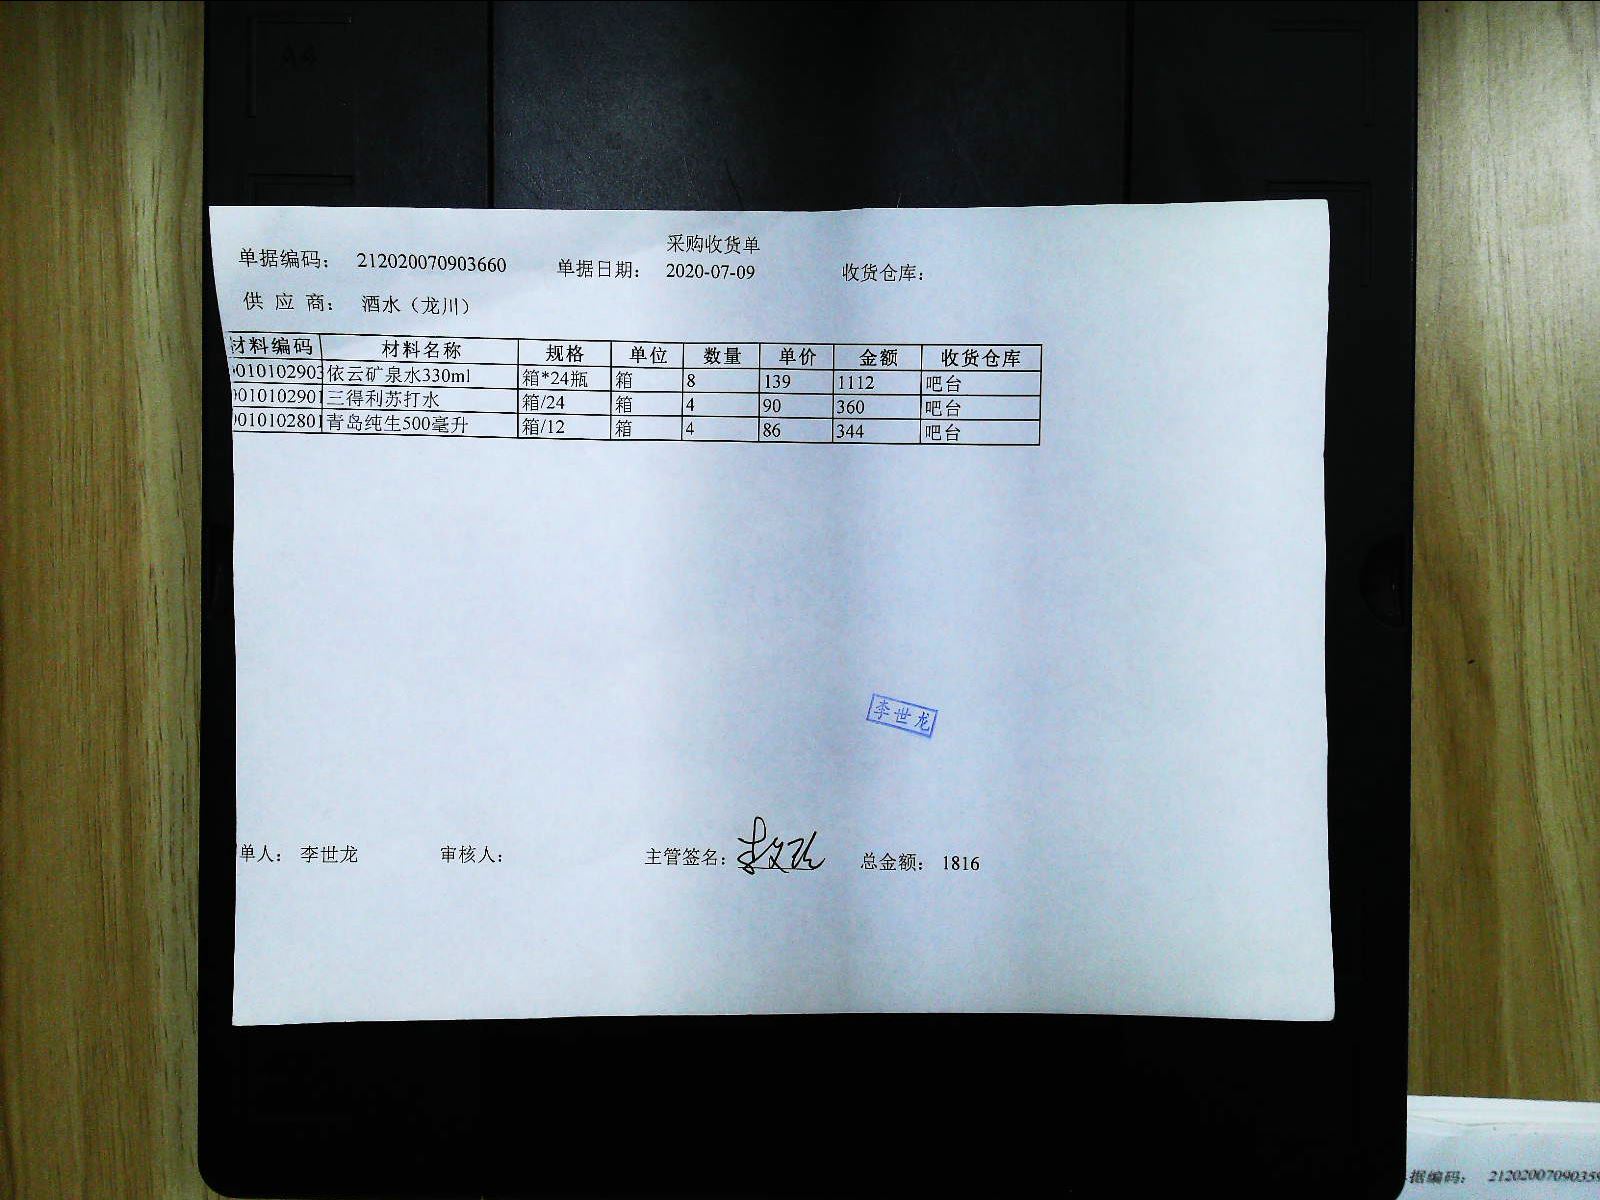 采购收货单
单据编码: 212020070903660 单据日期: 2020-07-09 收货仓库:
供 应 商: 酒水（龙川）
材料编码 材料名称 规格 单位 数量 单价 金额 收货仓库
010102903 依云矿泉水330ml 箱*24瓶 箱 8 139 1112 吧台
010102901 三得利苏打水 箱/24 箱 4 90 360 吧台
010102801 青岛纯生500毫升 箱/12 箱 4 86 344 吧台
李世龙
单人: 李世龙 审核人: 主管签名: 总金额: 1816
据编码: 21202007090359